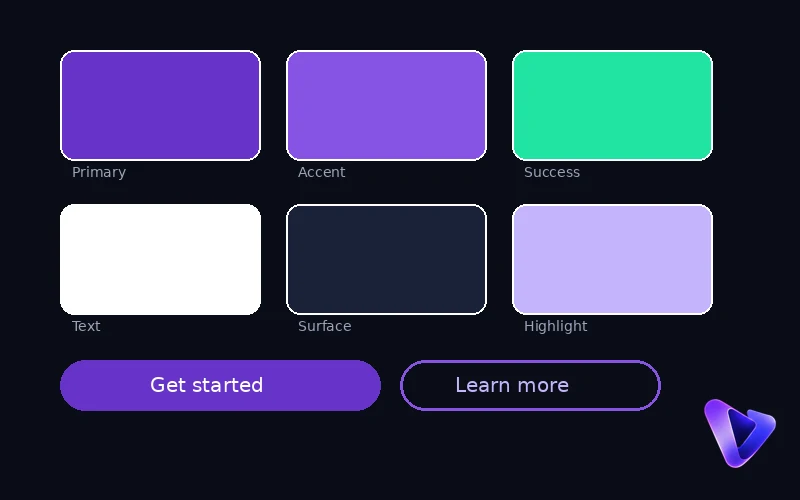 Primary
Accent
Success
Text
Surface
Highlight
Get started
Learn more